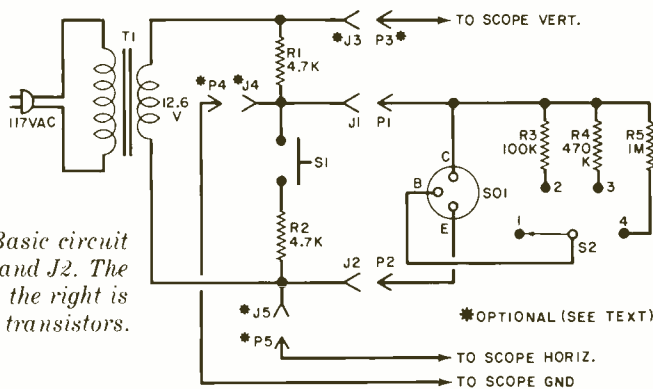 T1
117VAC
12.6
V
R1
4.7K
*J3 P3*
TO SCOPE VERT.
*P4 *J4
J1 P1
S1
R2
4.7K
J2 P2
*J5
*P5
C
B
E
SO1
R3
100K
R4
470
K
R5
1M
2
3
1
4
S2
*OPTIONAL (SEE TEXT)
TO SCOPE HORIZ.
TO SCOPE GND
Basic circuit
and J2. The
the right is
transistors.